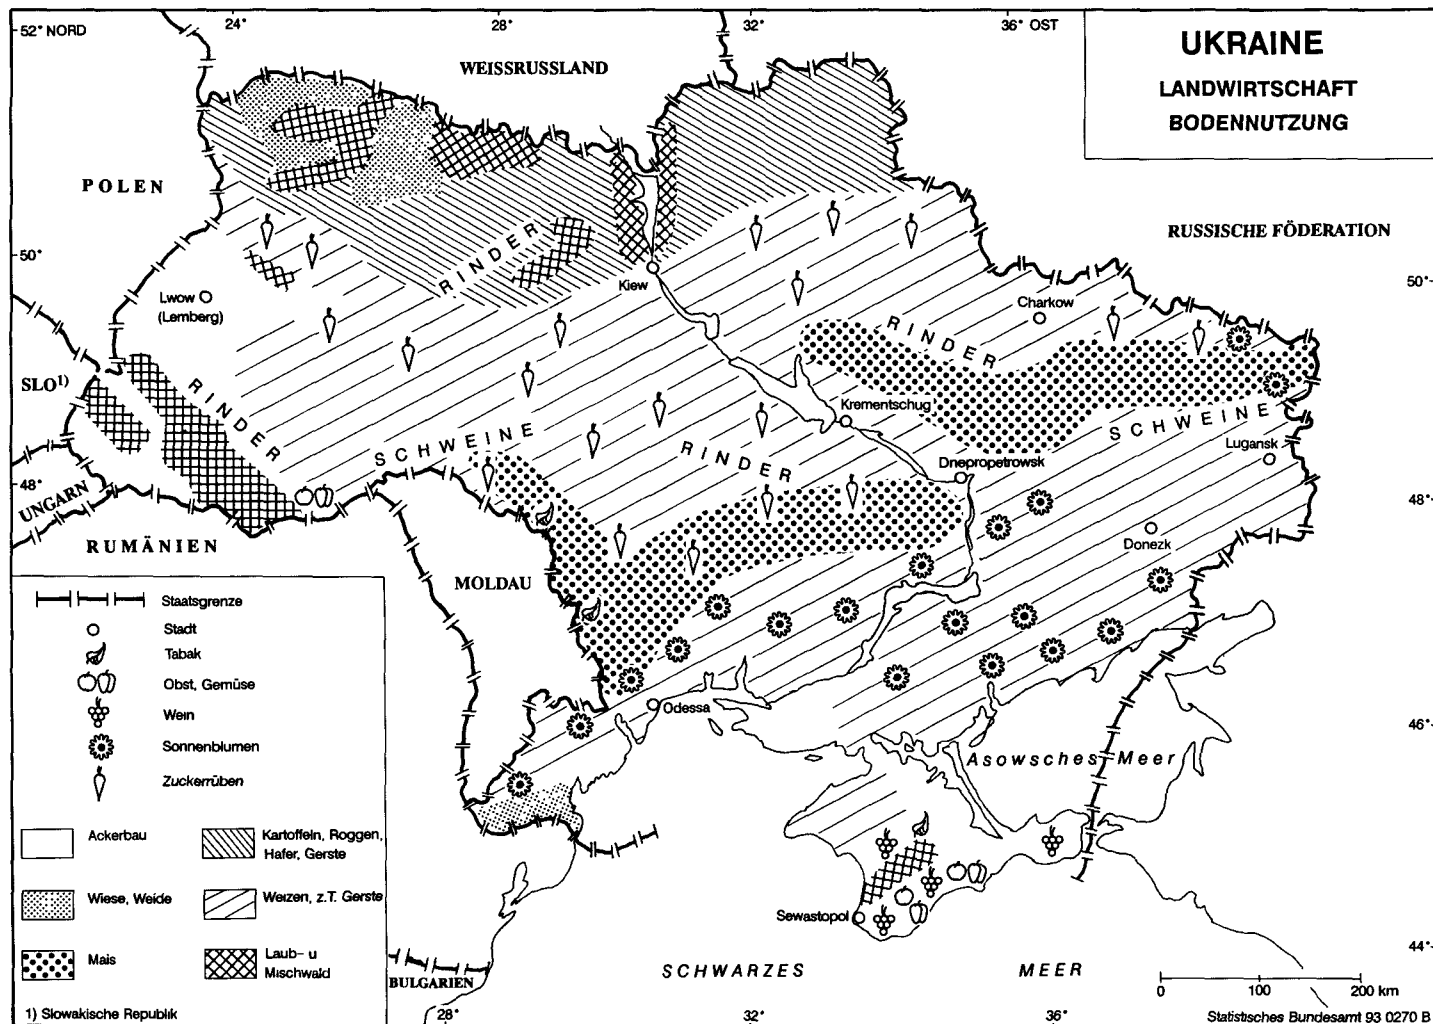 52° NORD
24°
28°
32°
36° OST
UKRAINE
LANDWIRTSCHAFT
BODENNUTZUNG
WEISSRUSSLAND
POLEN
RUSSISCHE FÖDERATION
50°
50°
RINDER
Kiew
Lwow
(Lemberg)
Charkow
RINDER
SLO1)
RINDER
Krementschug
SCHWEINE
SCHWEINE
Lugansk
RINDER
Dnepropetrowsk
48°
48°
UNGARN
RUMÄNIEN
Donezk
MOLDAU
Staatsgrenze
Stadt
Tabak
Obst, Gemüse
Wein
Sonnenblumen
Zuckerrüben
Odessa
46°
Asowsches Meer
Ackerbau
Kartoffeln, Roggen,
Hafer, Gerste
Wiese, Weide
Weizen, z.T. Gerste
Mais
Laub- u
Mischwald
Sewastopol
44°
SCHWARZES MEER
BULGARIEN
0 100 200 km
1) Slowakische Republik
28°
32°
36°
Statistisches Bundesamt 93 0270 B